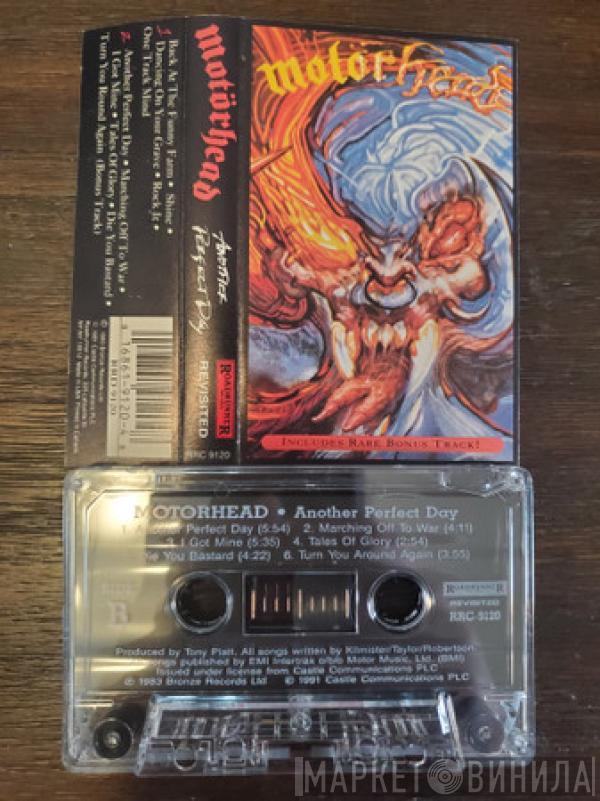 motörhead
INCLUDES RARE BONUS TRACK!
motörhead
ANOTHER
Perfect Day
REVISITED
ROADRUNNER
RRC 9120
1. Back At The Funny Farm • Shine •
Dancing On Your Grave • Rock It •
One Track Mind
2. Another Perfect Day • Marching Off To War •
I Got Mine • Tales Of Glory • Die You Bastard •
Turn You Round Again (Bonus Track)
16861-9120-4
MOTORHEAD • Another Perfect Day
Perfect Day (5:54) 2. Marching Off To War (4:11)
3. I Got Mine (5:35) 4. Tales Of Glory (2:54)
You Bastard (4:22) 6. Turn You Around Again (3:55)
B
ROADRUNNER
REVISITED
RRC-9120
Produced by Tony Platt. All songs written by Kilmister/Taylor/Robertson
songs published by EMI Intertrax o/b/o Motor Music, Ltd. (BMI)
Issued under license from Castle Communications PLC
℗ 1983 Bronze Records Ltd © 1991 Castle Communications PLC
МАРКЕТ ВИНИЛА